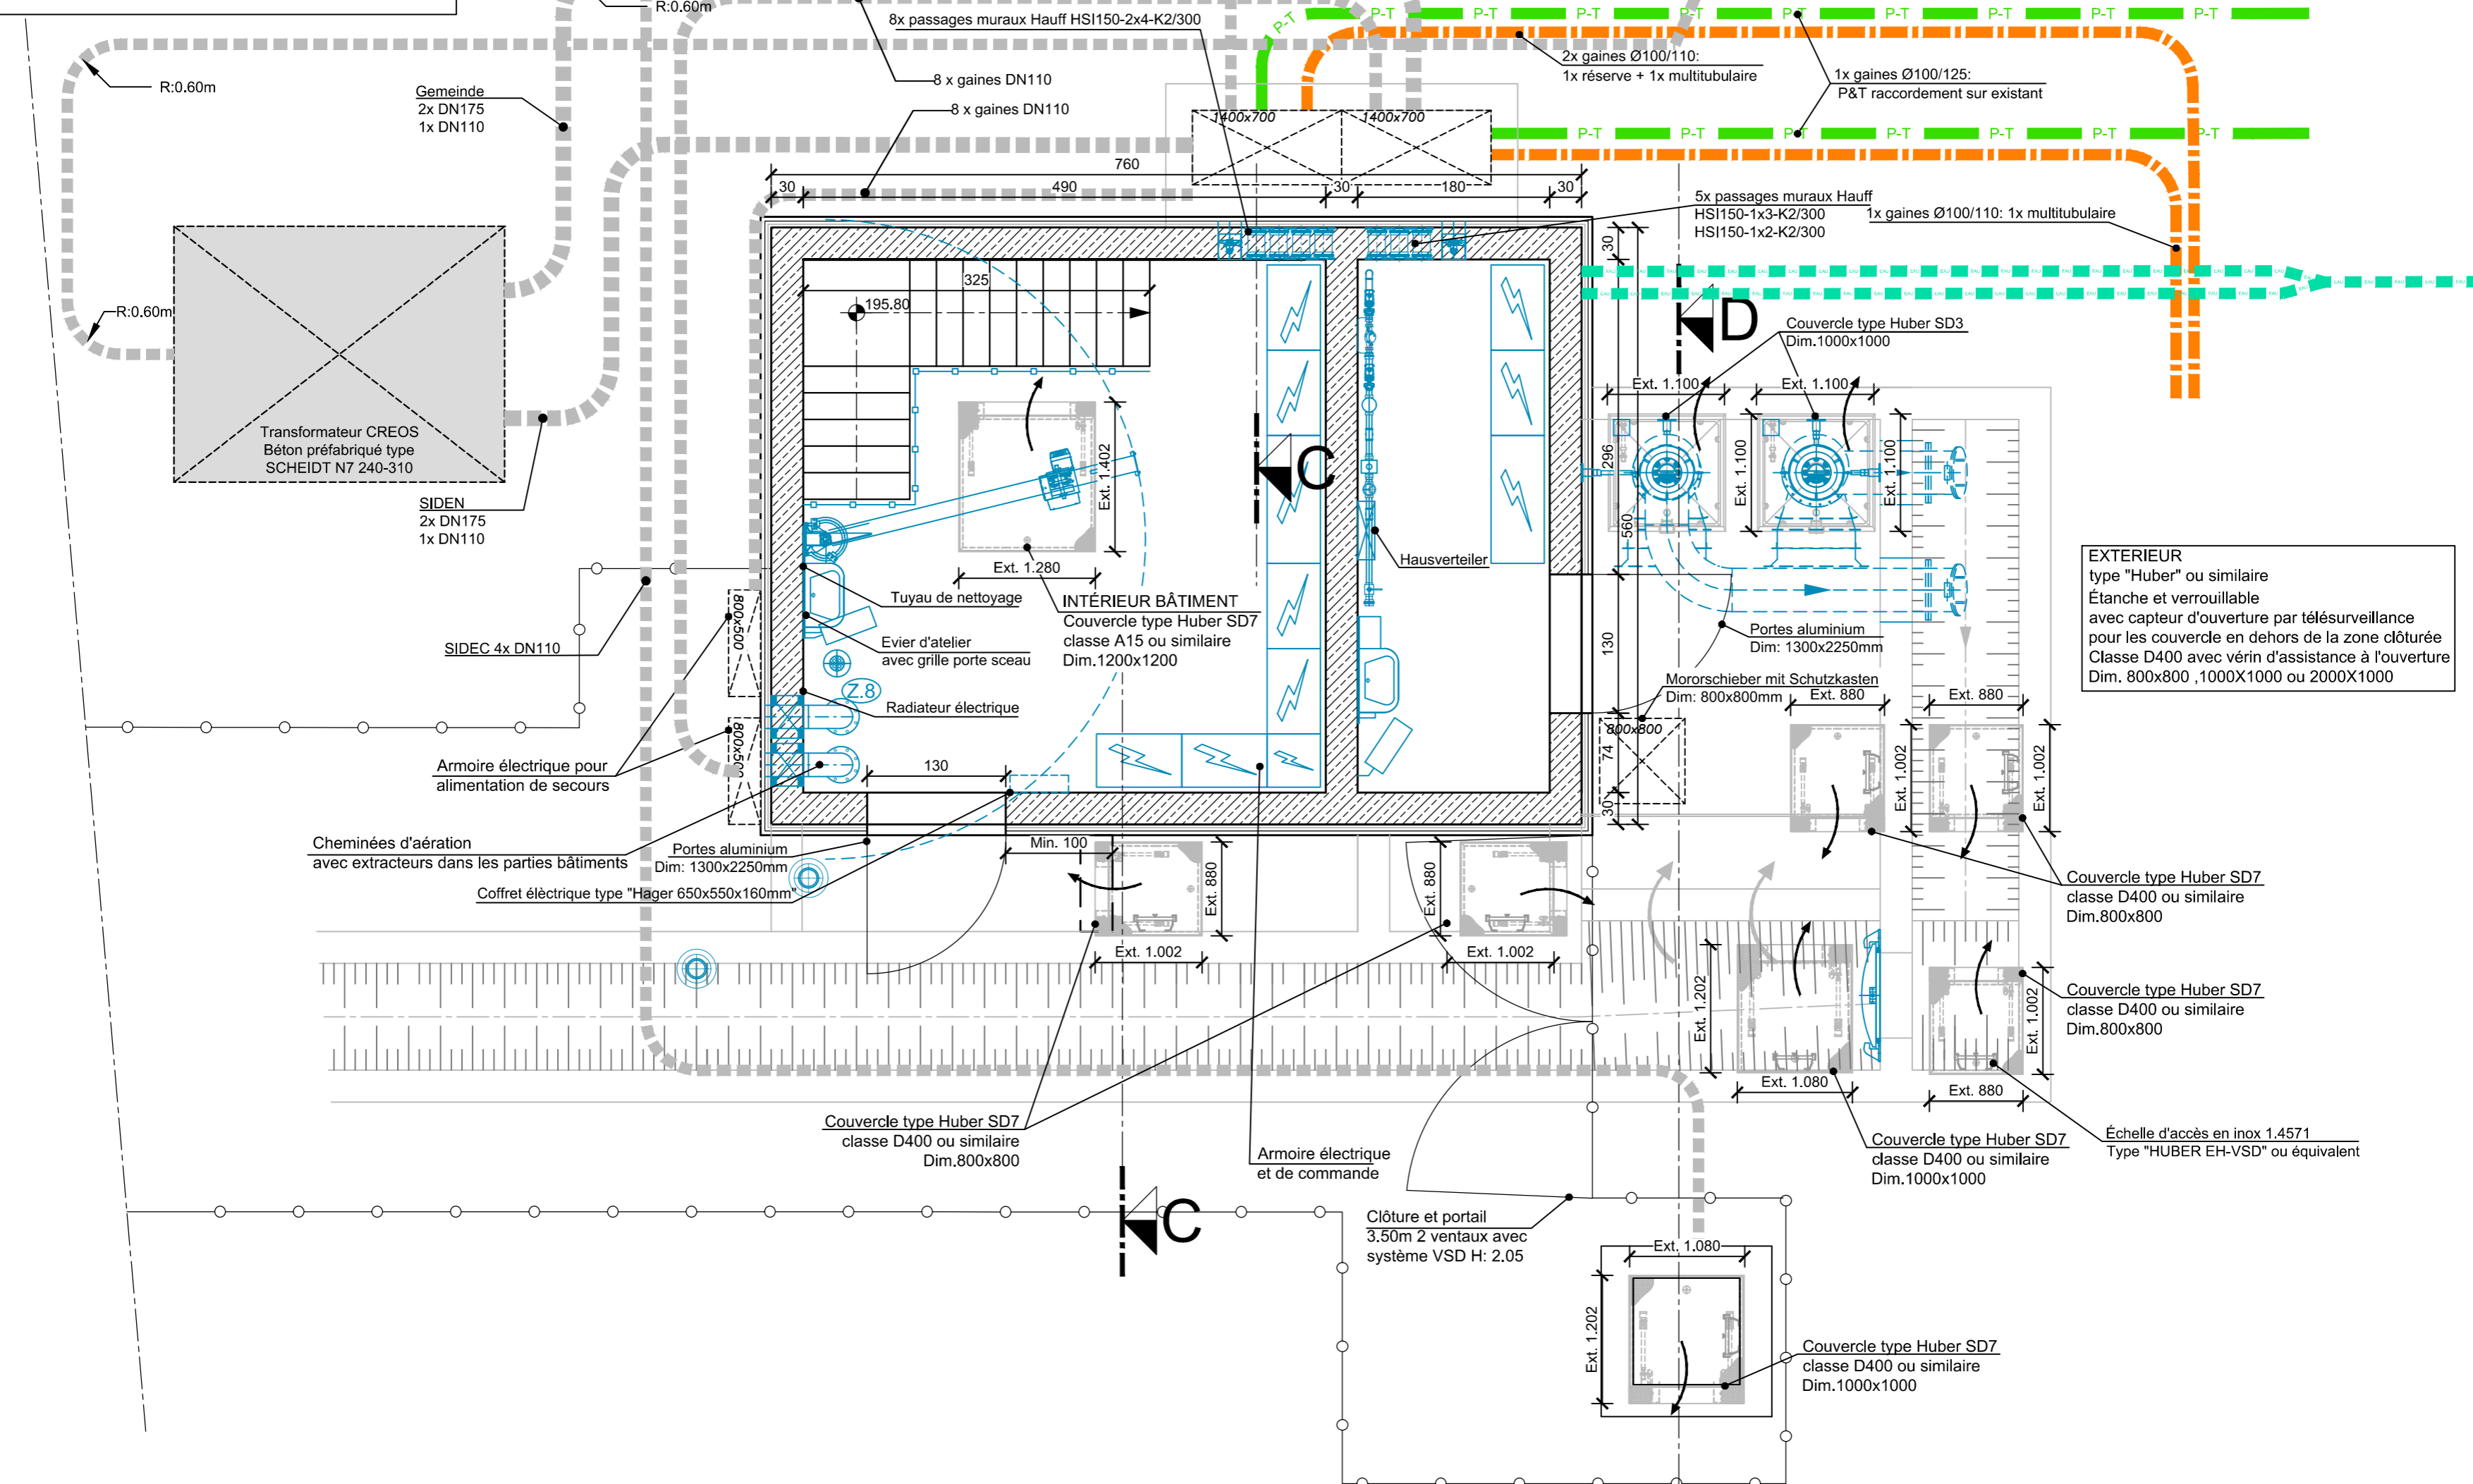 R:0.60m
8x passages muraux Hauff HSI150-2x4-K2/300
P-T P-T P-T P-T P-T P-T P-T P-T P-T P-T
2x gaines Ø100/110:
1x réserve + 1x multitubulaire
1x gaines Ø100/125:
P&T raccordement sur existant
R:0.60m
Gemeinde
2x DN175
1x DN110
8 x gaines DN110
8 x gaines DN110
1400x700
1400x700
P-T P-T P-T P-T P-T P-T P-T
760
30
490
30
180
30
5x passages muraux Hauff
HSI150-1x3-K2/300
HSI150-1x2-K2/300
1x gaines Ø100/110: 1x multitubulaire
30
325
195.80
R:0.60m
D
Couvercle type Huber SD3
Dim.1000x1000
Ext. 1.100
Ext. 1.100
Transformateur CREOS
Béton préfabriqué type
SCHEIDT N7 240-310
Ext. 1.402
C
296
560
Ext. 1.100
Ext. 1.100
SIDEN
2x DN175
1x DN110
Ext. 1.280
Hausverteiler
EXTERIEUR
type "Huber" ou similaire
Étanche et verrouillable
avec capteur d'ouverture par télésurveillance
pour les couvercle en dehors de la zone clôturée
Classe D400 avec vérin d'assistance à l'ouverture
Dim. 800x800 ,1000X1000 ou 2000X1000
Tuyau de nettoyage
INTÉRIEUR BÂTIMENT
Couvercle type Huber SD7
classe A15 ou similaire
Dim.1200x1200
800x500
SIDEC 4x DN110
Evier d'atelier
avec grille porte sceau
130
Portes aluminium
Dim: 1300x2250mm
Z.8
Radiateur électrique
Mororschieber mit Schutzkasten
Dim: 800x800mm
Ext. 880
Ext. 880
800x500
800x800
74
Ext. 1.002
Ext. 1.002
Armoire électrique pour
alimentation de secours
130
30
Cheminées d'aération
avec extracteurs dans les parties bâtiments
Portes aluminium
Dim: 1300x2250mm
Min. 100
Coffret élèctrique type "Hager 650x550x160mm"
Ext. 880
Ext. 880
Couvercle type Huber SD7
classe D400 ou similaire
Dim.800x800
Ext. 1.002
Ext. 1.002
Ext. 1.202
Couvercle type Huber SD7
classe D400 ou similaire
Dim.800x800
Ext. 1.002
Ext. 1.080
Ext. 880
Couvercle type Huber SD7
classe D400 ou similaire
Dim.800x800
Armoire électrique
et de commande
Couvercle type Huber SD7
classe D400 ou similaire
Dim.1000x1000
Échelle d'accès en inox 1.4571
Type "HUBER EH-VSD" ou équivalent
C
Clôture et portail
3.50m 2 ventaux avec
système VSD H: 2.05
Ext. 1.080
Ext. 1.202
Couvercle type Huber SD7
classe D400 ou similaire
Dim.1000x1000